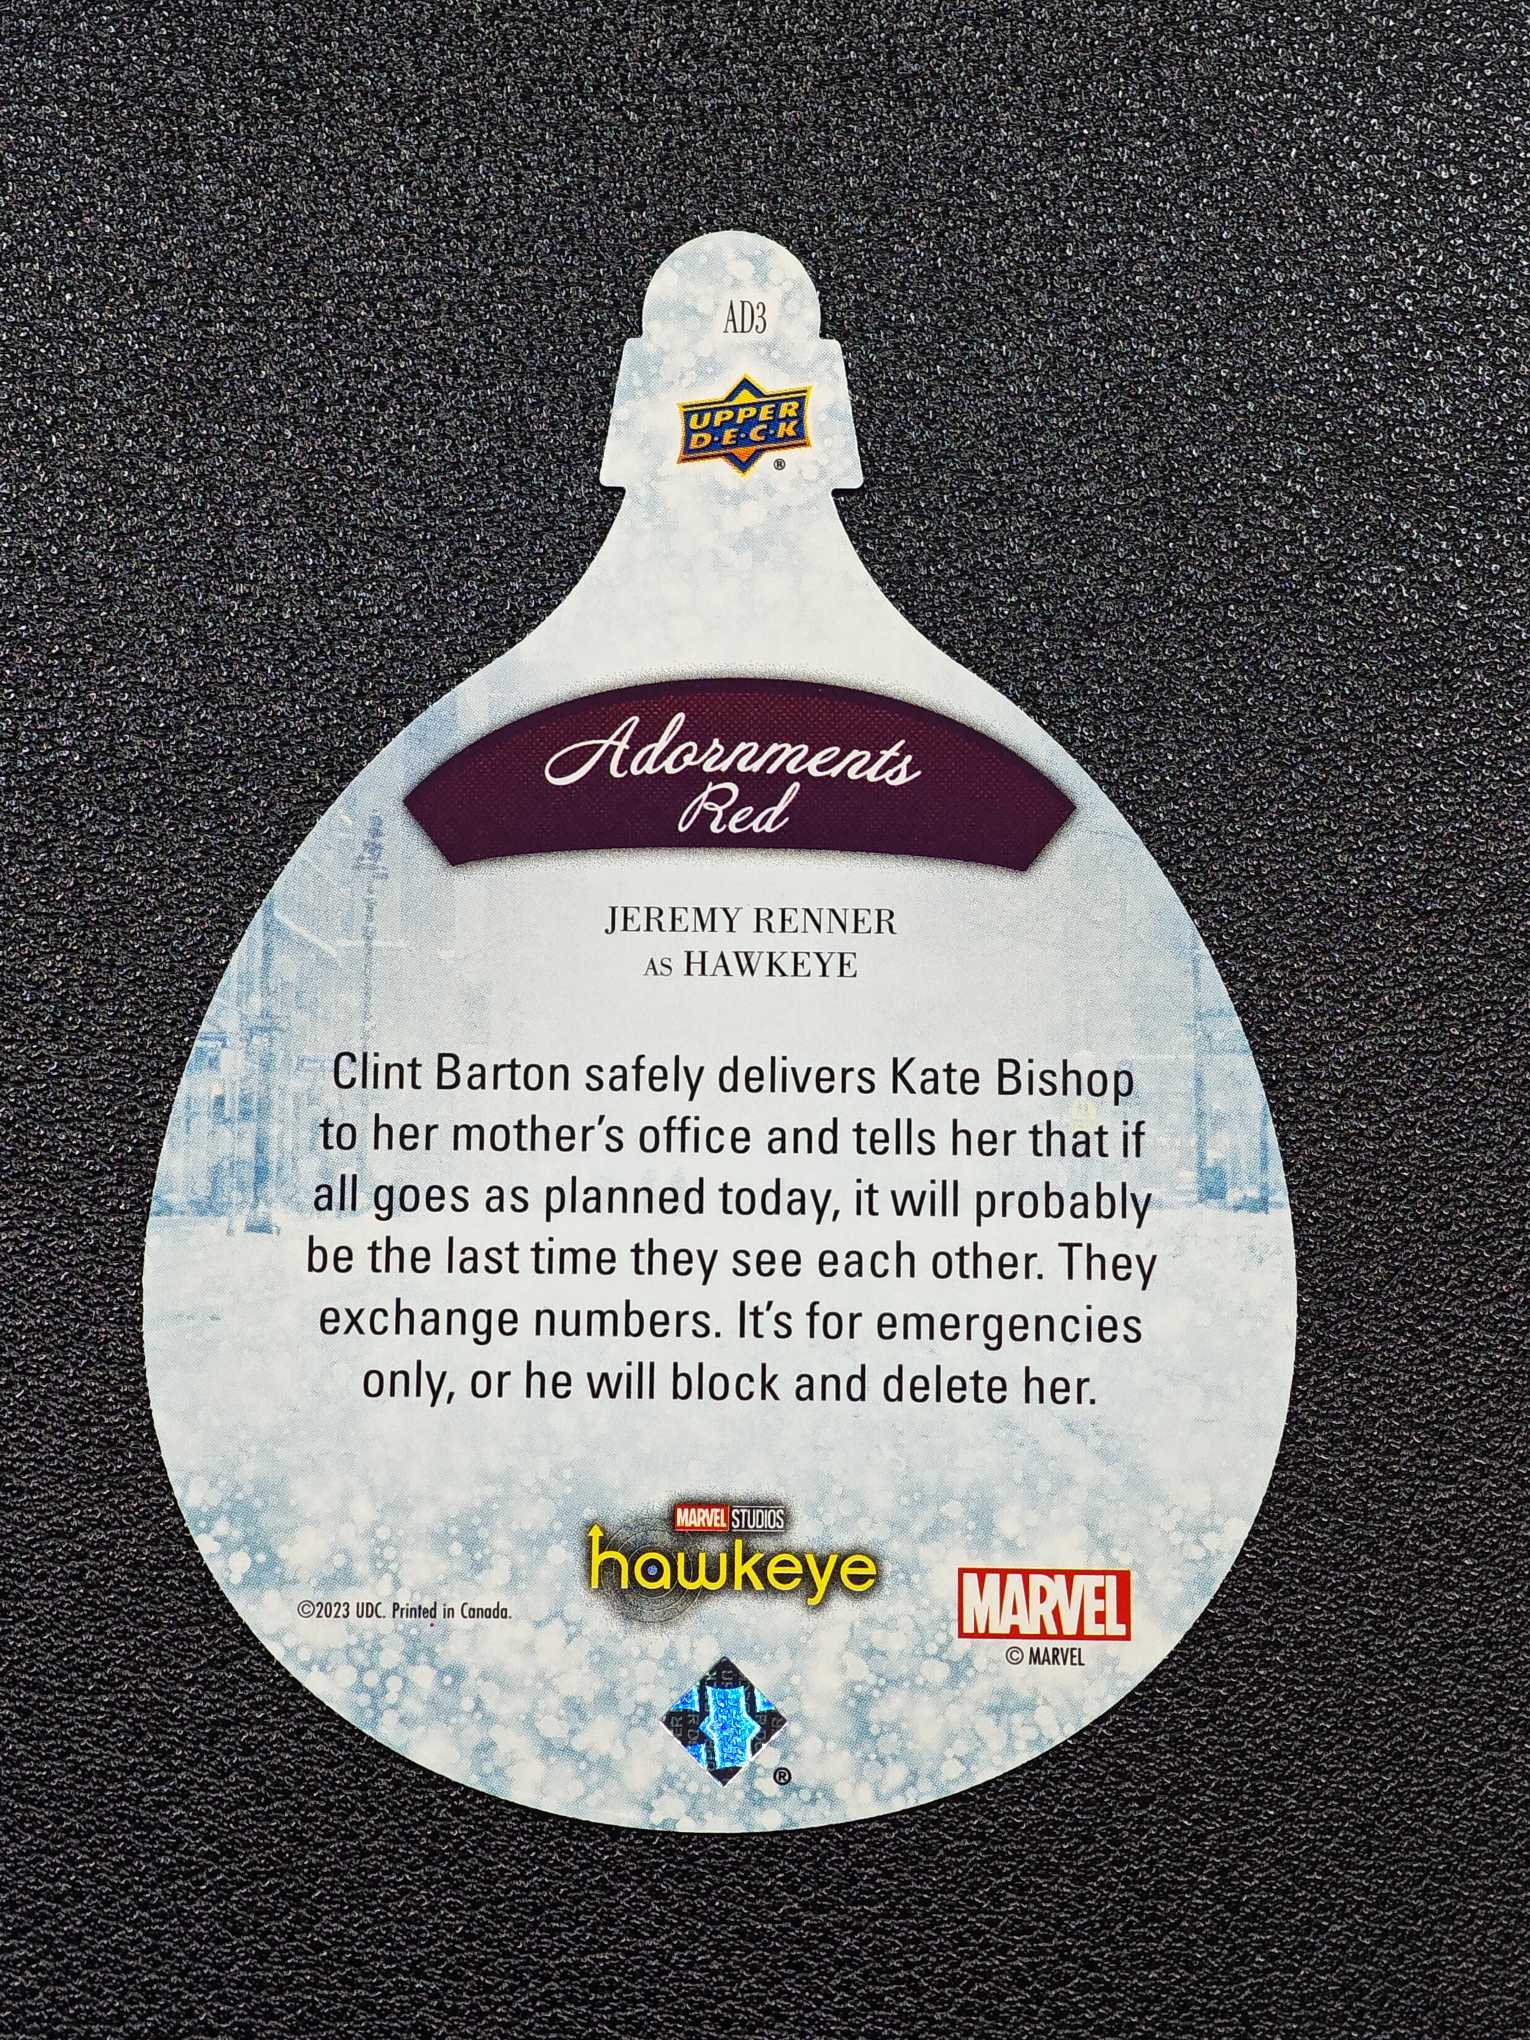 AD3
UPPER
D·E·C·K
®
Adornments
Red
JEREMY RENNER
AS HAWKEYE
Clint Barton safely delivers Kate Bishop
to her mother’s office and tells her that if
all goes as planned today, it will probably
be the last time they see each other. They
exchange numbers. It’s for emergencies
only, or he will block and delete her.
MARVEL STUDIOS
hawkeye
©2023 UDC. Printed in Canada.
MARVEL
© MARVEL
®